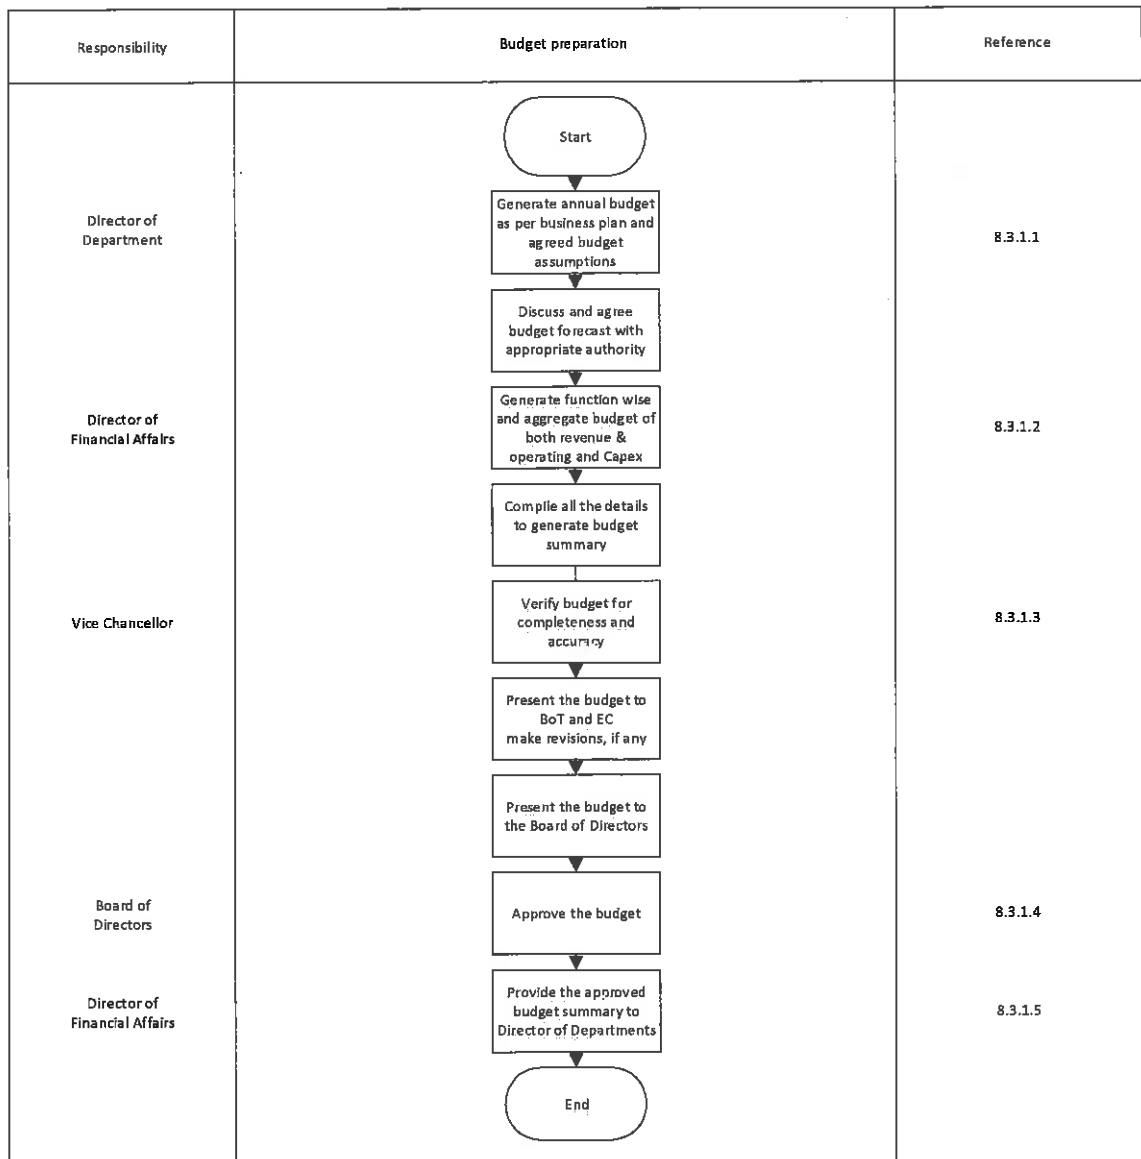 Responsibility
Budget preparation
Reference
Start
Director of
Department
Generate annual budget
as per business plan and
agreed budget
assumptions
8.3.1.1
Discuss and agree
budget forecast with
appropriate authority
Director of
Financial Affairs
Generate function wise
and aggregate budget of
both revenue &
operating and Capex
8.3.1.2
Compile all the details
to generate budget
summary
Vice Chancellor
Verify budget for
completeness and
accuracy
8.3.1.3
Present the budget to
BoT and EC
make revisions, if any
Present the budget to
the Board of Directors
Board of
Directors
Approve the budget
8.3.1.4
Director of
Financial Affairs
Provide the approved
budget summary to
Director of Departments
8.3.1.5
End